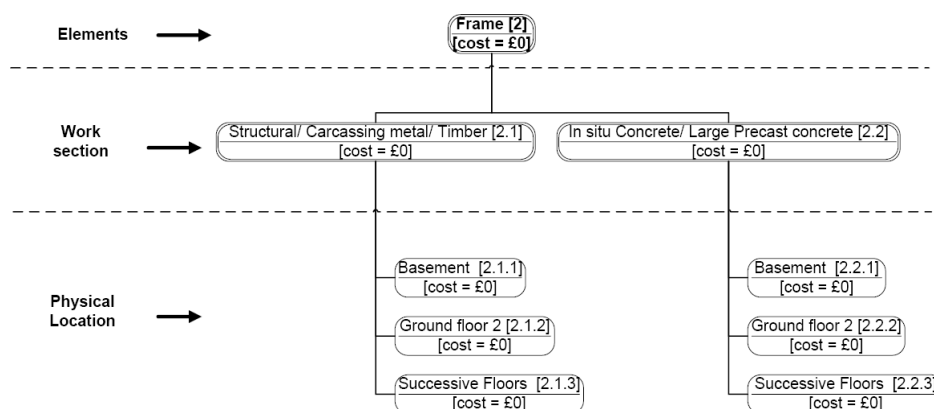 Elements
Frame [2]
[cost = £0]
Work
section
Structural/ Carcassing metal/ Timber [2.1]
[cost = £0]
In situ Concrete/ Large Precast concrete [2.2]
[cost = £0]
Physical
Location
Basement [2.1.1]
[cost = £0]
Ground floor 2 [2.1.2]
[cost = £0]
Successive Floors [2.1.3]
[cost = £0]
Basement [2.2.1]
[cost = £0]
Ground floor 2 [2.2.2]
[cost = £0]
Successive Floors [2.2.3]
[cost = £0]